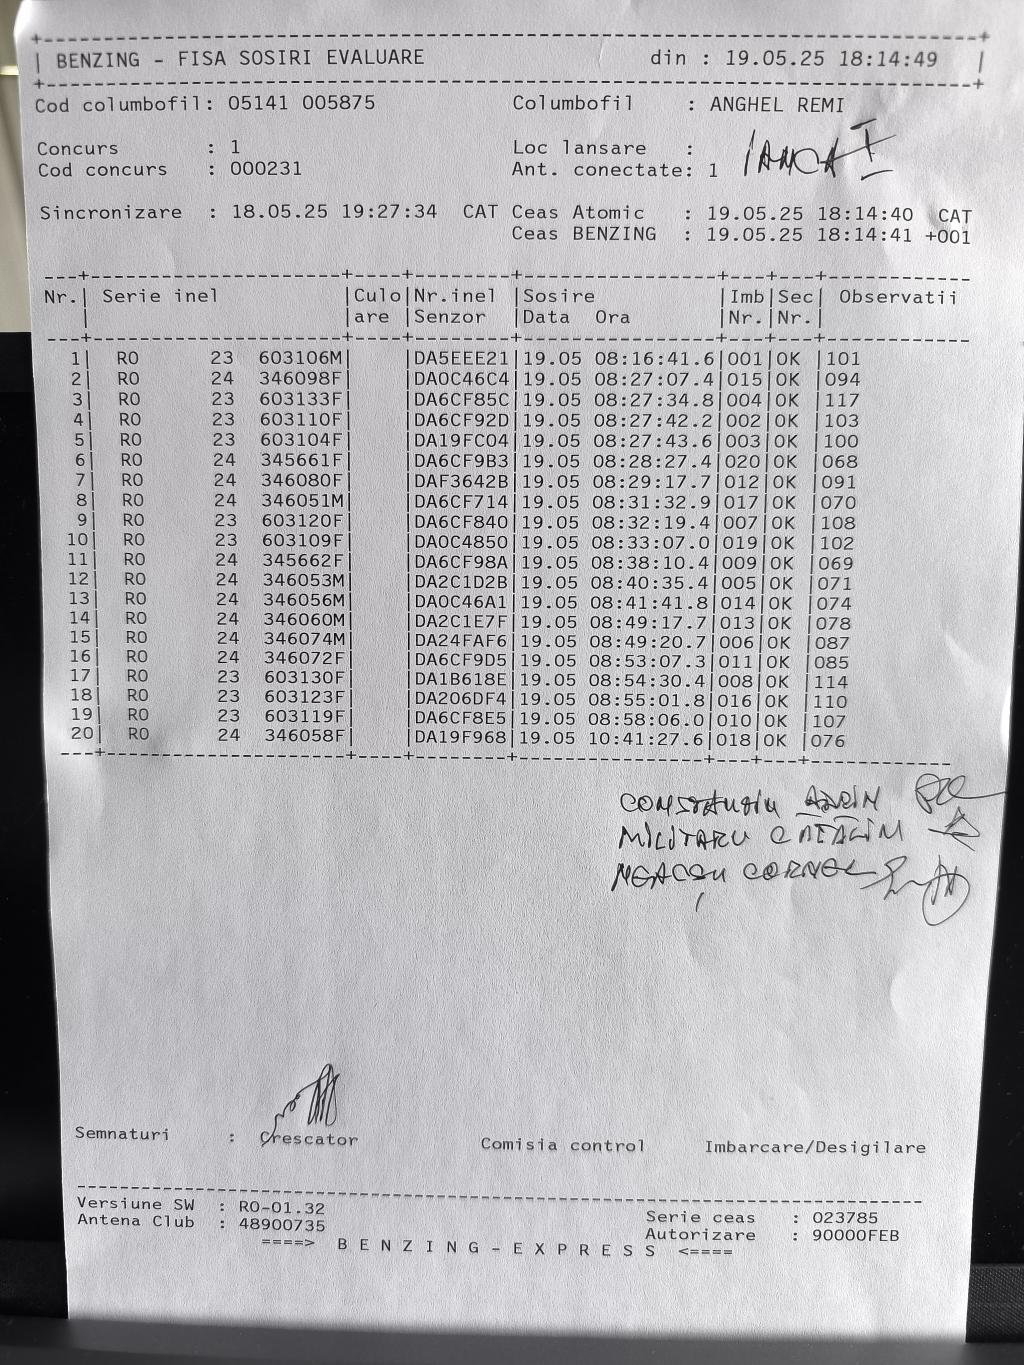 BENZING - FISA SOSIRI EVALUARE din : 19.05.25 18:14:49
Cod columbofil: 05141 005875 Columbofil : ANGHEL REMI
Concurs : 1 Loc lansare : IANCA I
Cod concurs : 000231 Ant. conectate: 1
Sincronizare : 18.05.25 19:27:34 CAT Ceas Atomic : 19.05.25 18:14:40 CAT
Ceas BENZING : 19.05.25 18:14:41 +001
Nr.| Serie inel |Culo|Nr.inel |Sosire |Imb|Sec| Observatii
| |are |Senzor |Data Ora |Nr.|Nr.|
1| RO 23 603106M| |DA5EEE21|19.05 08:16:41.6|001|OK |101
2| RO 24 346098F| |DA0C46C4|19.05 08:27:07.4|015|OK |094
3| RO 23 603133F| |DA6CF85C|19.05 08:27:34.8|004|OK |117
4| RO 23 603110F| |DA6CF92D|19.05 08:27:42.2|002|OK |103
5| RO 23 603104F| |DA19FC04|19.05 08:27:43.6|003|OK |100
6| RO 24 345661F| |DA6CF9B3|19.05 08:28:27.4|020|OK |068
7| RO 24 346080F| |DAF3642B|19.05 08:29:17.7|012|OK |091
8| RO 24 346051M| |DA6CF714|19.05 08:31:32.9|017|OK |070
9| RO 23 603120F| |DA6CF840|19.05 08:32:19.4|007|OK |108
10| RO 23 603109F| |DA0C4850|19.05 08:33:07.0|019|OK |102
11| RO 24 345662F| |DA6CF98A|19.05 08:38:10.4|009|OK |069
12| RO 24 346053M| |DA2C1D2B|19.05 08:40:35.4|005|OK |071
13| RO 24 346056M| |DA0C46A1|19.05 08:41:41.8|014|OK |074
14| RO 24 346060M| |DA2C1E7F|19.05 08:49:17.7|013|OK |078
15| RO 24 346074M| |DA24FAF6|19.05 08:49:20.7|006|OK |087
16| RO 24 346072F| |DA6CF9D5|19.05 08:53:07.3|011|OK |085
17| RO 23 603130F| |DA1B618E|19.05 08:54:30.4|008|OK |114
18| RO 23 603123F| |DA206DF4|19.05 08:55:01.8|016|OK |110
19| RO 23 603119F| |DA6CF8E5|19.05 08:58:06.0|010|OK |107
20| RO 24 346058F| |DA19F968|19.05 10:41:27.6|018|OK |076
CONSTANTIN
MILITARU CATALIN
NEACSU CORNEL
Semnaturi : Crescator Comisia control Imbarcare/Desigilare
Versiune SW : RO-01.32 Serie ceas : 023785
Antena Club : 48900735 Autorizare : 90000FEB
====> B E N Z I N G - E X P R E S S <====